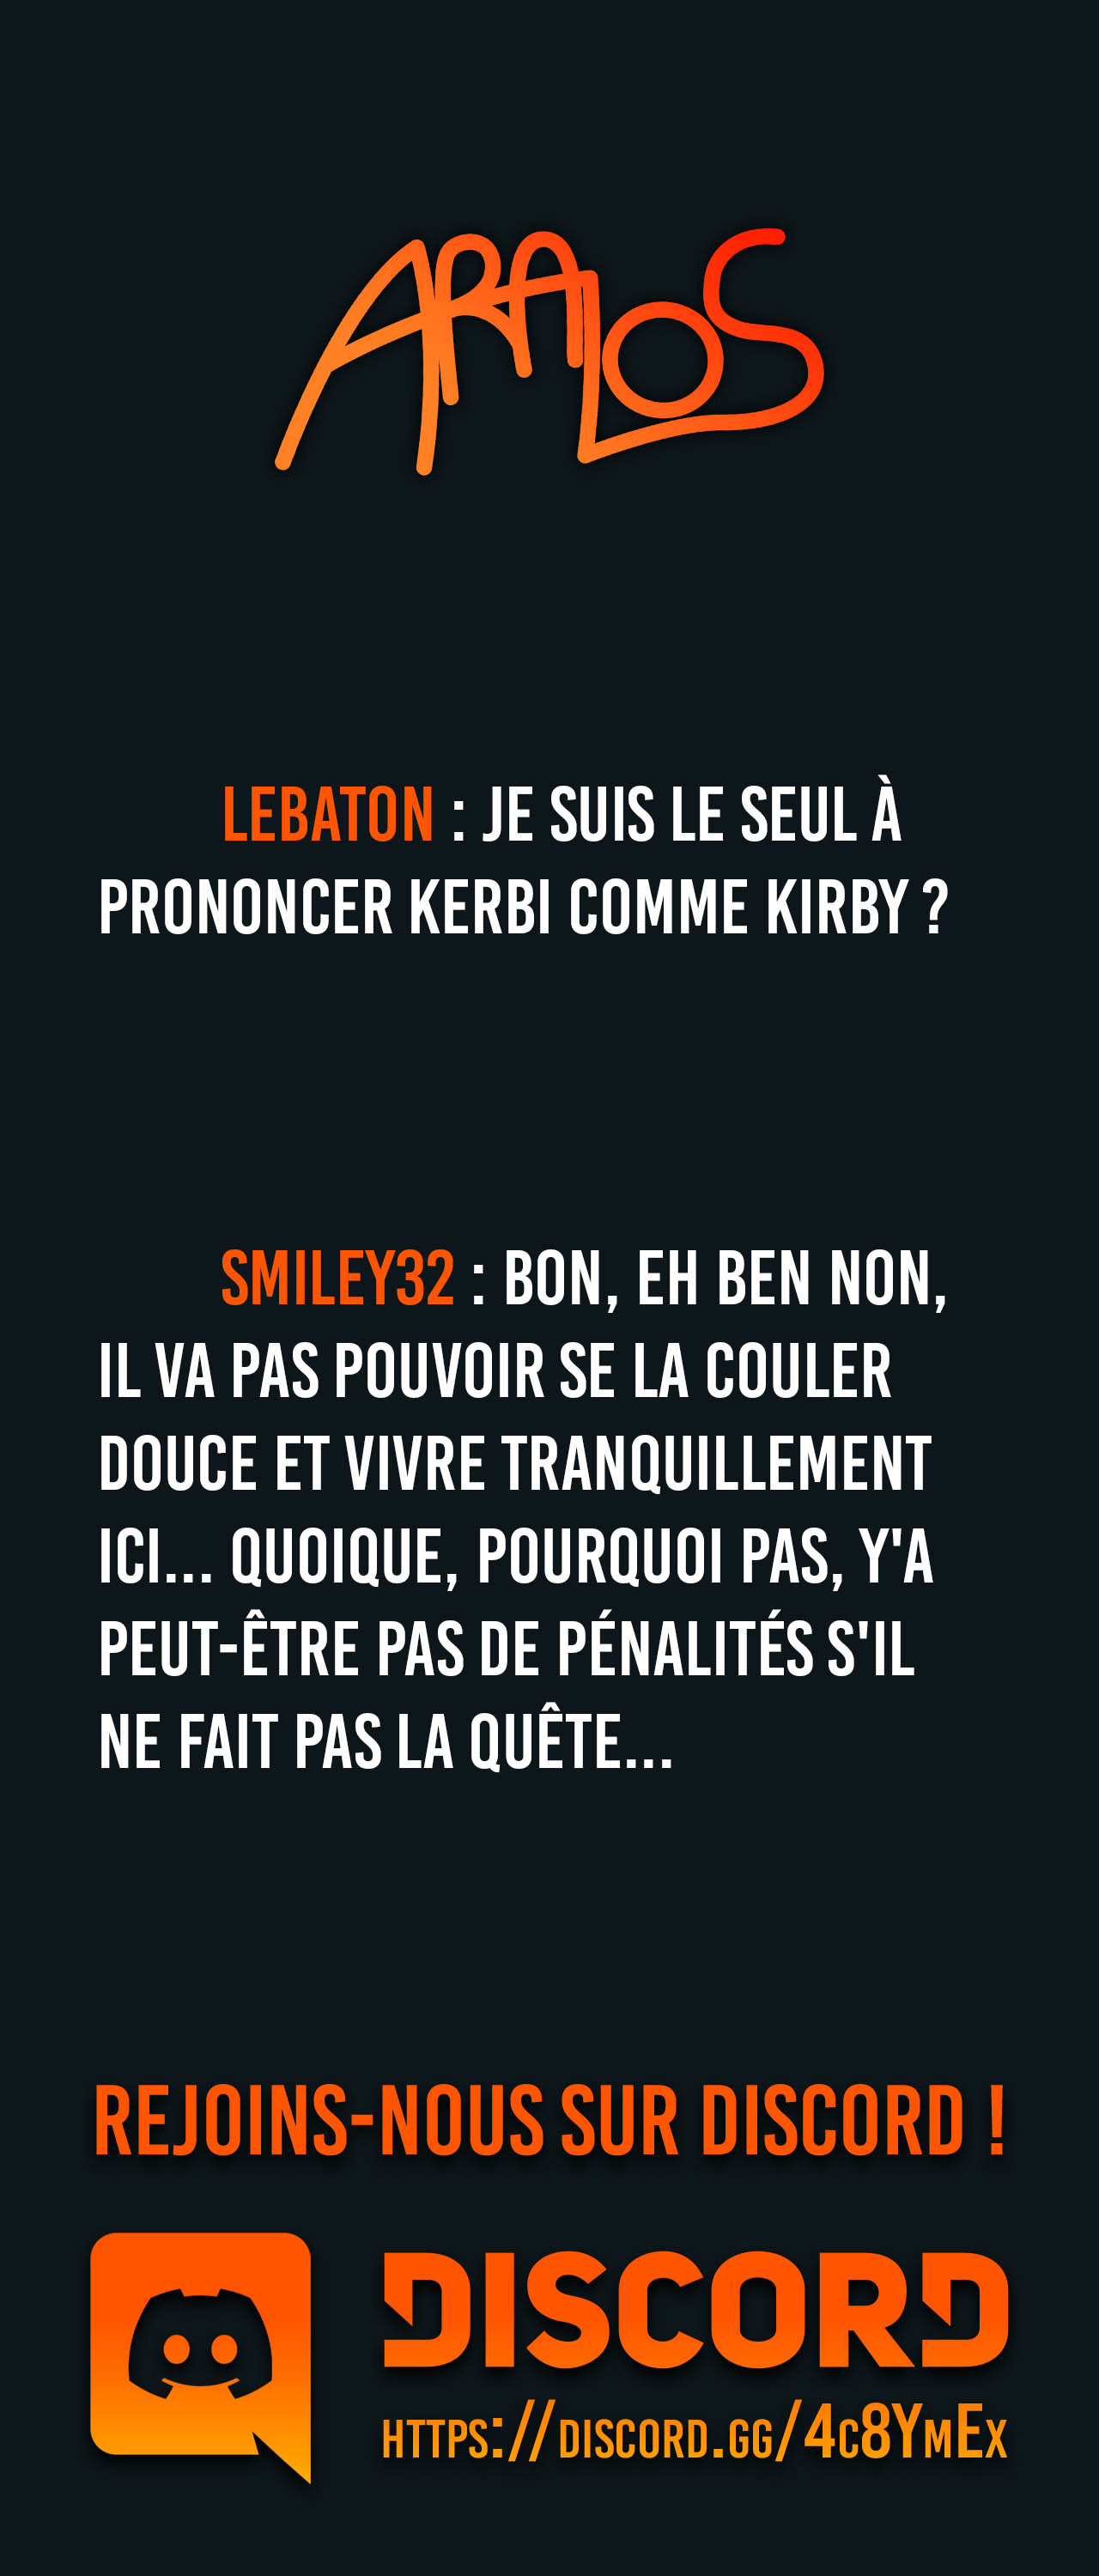 ARALOS
LEBATON : JE SUIS LE SEUL À
PRONONCER KERBI COMME KIRBY ?
SMILEY32 : BON, EH BEN NON,
IL VA PAS POUVOIR SE LA COULER
DOUCE ET VIVRE TRANQUILLEMENT
ICI... QUOIQUE, POURQUOI PAS, Y'A
PEUT-ÊTRE PAS DE PÉNALITÉS S'IL
NE FAIT PAS LA QUÊTE...
REJOINS-NOUS SUR DISCORD !
DISCORD
https://discord.gg/4c8YmEx